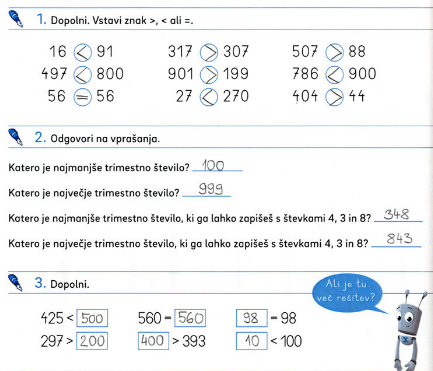 1. Dopolni. Vstavi znak >, < ali =.
16 < 91 317 > 307 507 > 88
497 < 800 901 > 199 786 < 900
56 = 56 27 < 270 404 > 44
2. Odgovori na vprašanja.
Katero je najmanjše trimestno število? 100
Katero je največje trimestno število? 999
Katero je najmanjše trimestno število, ki ga lahko zapišeš s števkami 4, 3 in 8? 348
Katero je največje trimestno število, ki ga lahko zapišeš s števkami 4, 3 in 8? 843
3. Dopolni.
Ali je tu
več rešitev?
425 < 500 560 = 560 98 = 98
297 > 200 400 > 393 10 < 100